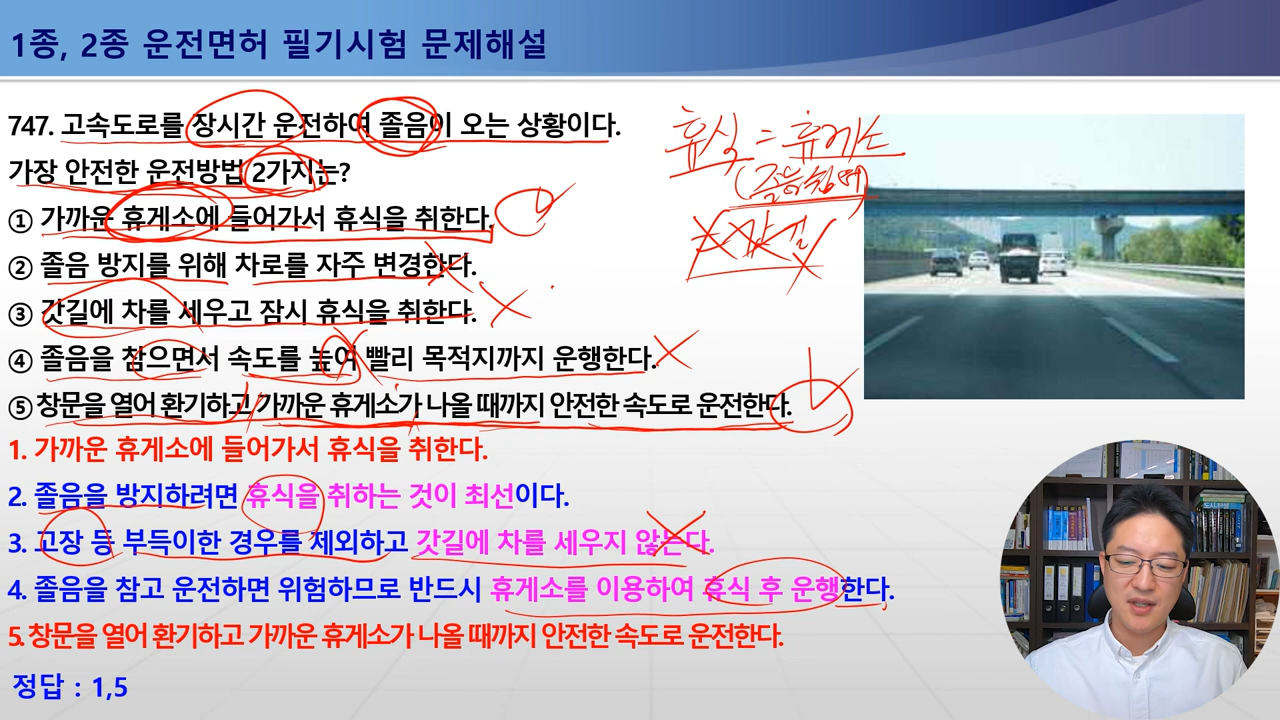 1종, 2종 운전면허 필기시험 문제해설
747. 고속도로를 장시간 운전하여 졸음이 오는 상황이다.
가장 안전한 운전방법 2가지는?
① 가까운 휴게소에 들어가서 휴식을 취한다.
② 졸음 방지를 위해 차로를 자주 변경한다.
③ 갓길에 차를 세우고 잠시 휴식을 취한다.
④ 졸음을 참으면서 속도를 높여 빨리 목적지까지 운행한다.
⑤ 창문을 열어 환기하고 가까운 휴게소가 나올 때까지 안전한 속도로 운전한다.
1. 가까운 휴게소에 들어가서 휴식을 취한다.
2. 졸음을 방지하려면 휴식을 취하는 것이 최선이다.
3. 고장 등 부득이한 경우를 제외하고 갓길에 차를 세우지 않는다.
4. 졸음을 참고 운전하면 위험하므로 반드시 휴게소를 이용하여 휴식 후 운행한다.
5. 창문을 열어 환기하고 가까운 휴게소가 나올 때까지 안전한 속도로 운전한다.
정답 : 1,5
휴식 = 휴게소
갓길